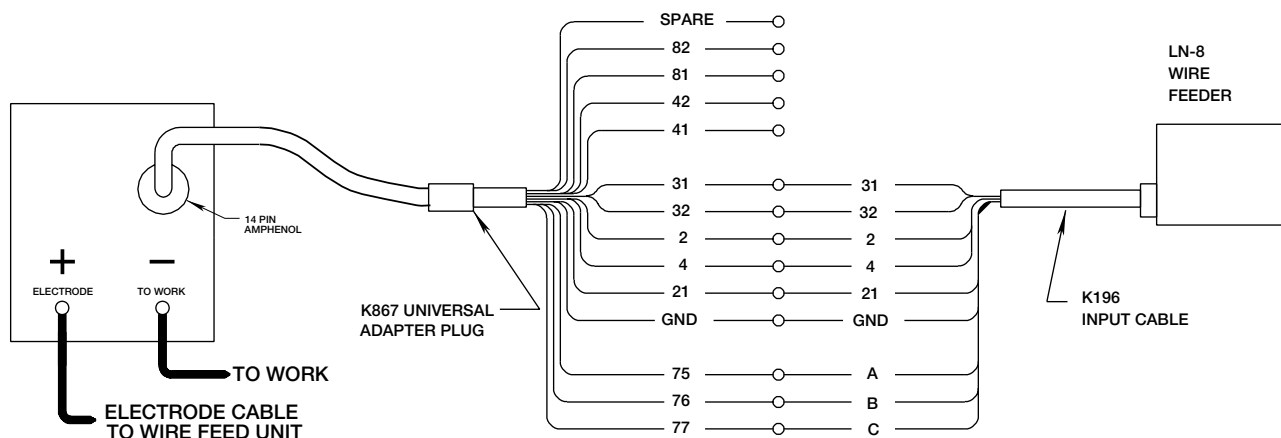 SPARE
82
81
42
41
31 31
32 32
2 2
4 4
21 21
GND GND
75 A
76 B
77 C
LN-8
WIRE
FEEDER
14 PIN
AMPHENOL
+ −
ELECTRODE TO WORK
K867 UNIVERSAL
ADAPTER PLUG
K196
INPUT CABLE
TO WORK
ELECTRODE CABLE
TO WIRE FEED UNIT